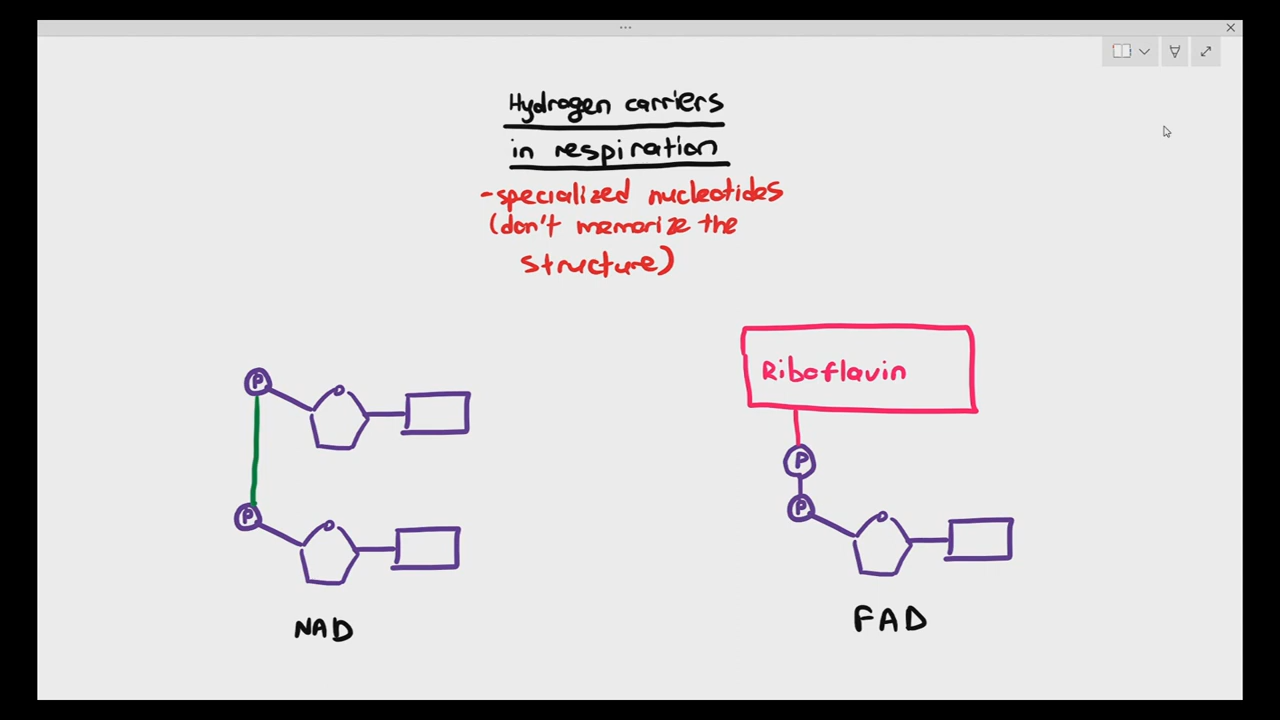 Hydrogen carriers
in respiration
-specialized nucleotides
(don't memorize the
structure)
Riboflavin
P
P
P
P
NAD
FAD